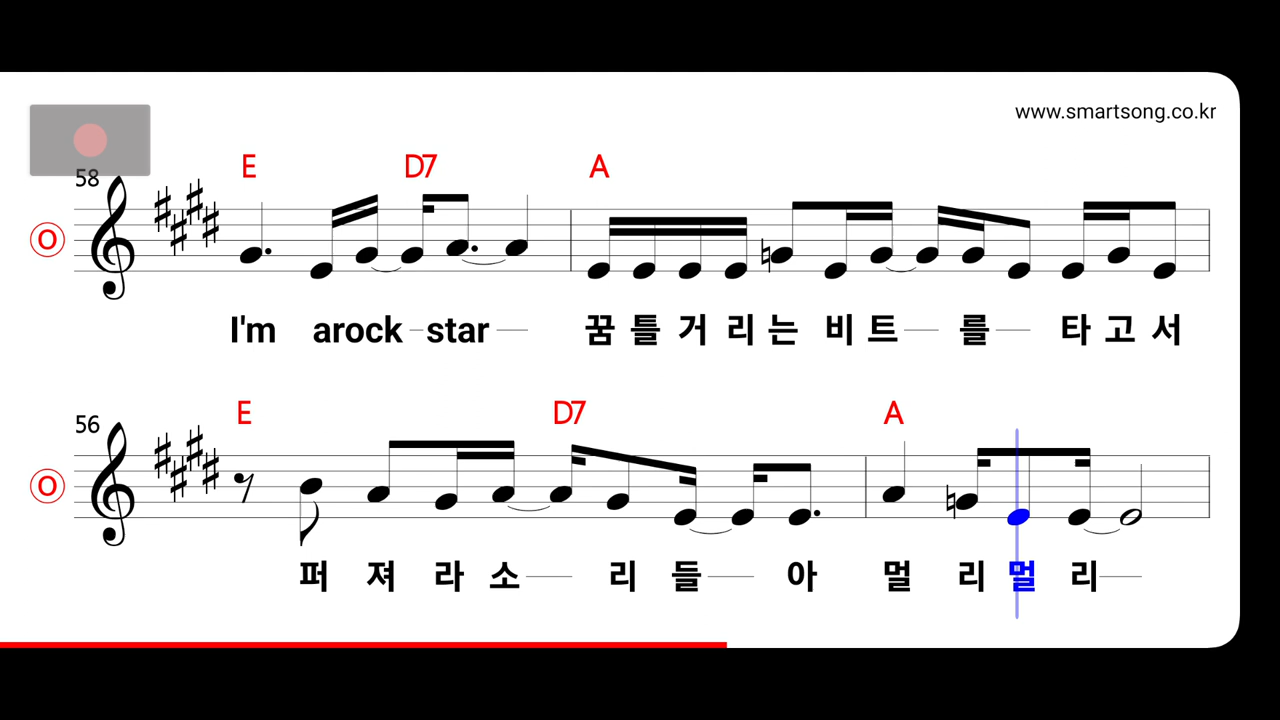 www.smartsong.co.kr
58
E D7 A
O
I'm arock star 꿈 틀 거 리 는 비 트 를 타 고 서
56
E D7 A
O
퍼 져 라 소 리 들 아 멀 리 멀 리